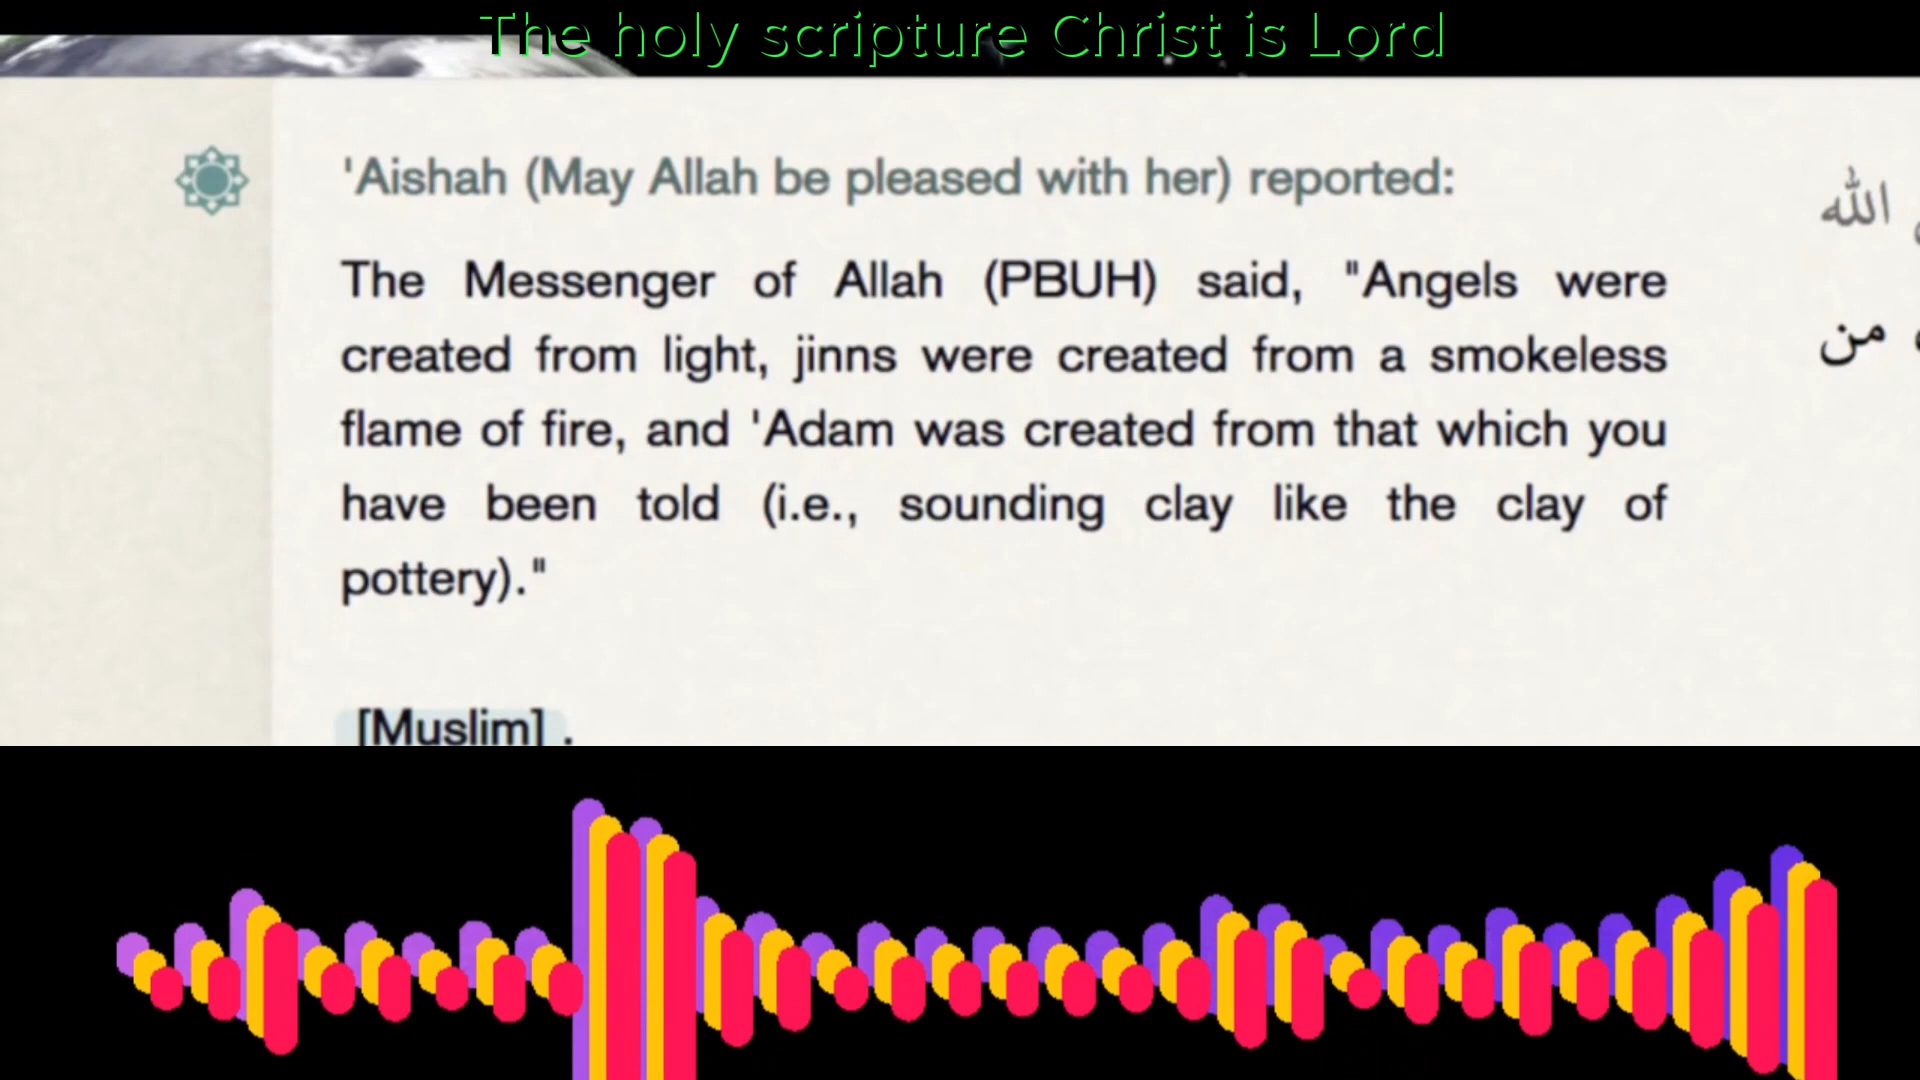 The holy scripture Christ is Lord
'Aishah (May Allah be pleased with her) reported:
الله
The Messenger of Allah (PBUH) said, "Angels were
created from light, jinns were created from a smokeless
من
flame of fire, and 'Adam was created from that which you
have been told (i.e., sounding clay like the clay of
pottery)."
[Muslim] .